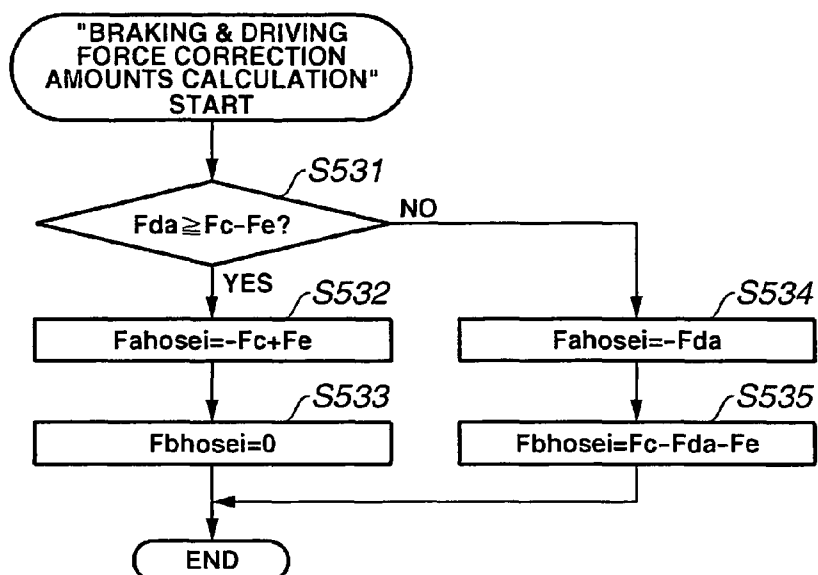 "BRAKING & DRIVING
FORCE CORRECTION
AMOUNTS CALCULATION"
START
S531
Fda≧Fc-Fe?
NO
YES
S532
Fahosei=-Fc+Fe
S533
Fbhosei=0
S534
Fahosei=-Fda
S535
Fbhosei=Fc-Fda-Fe
END